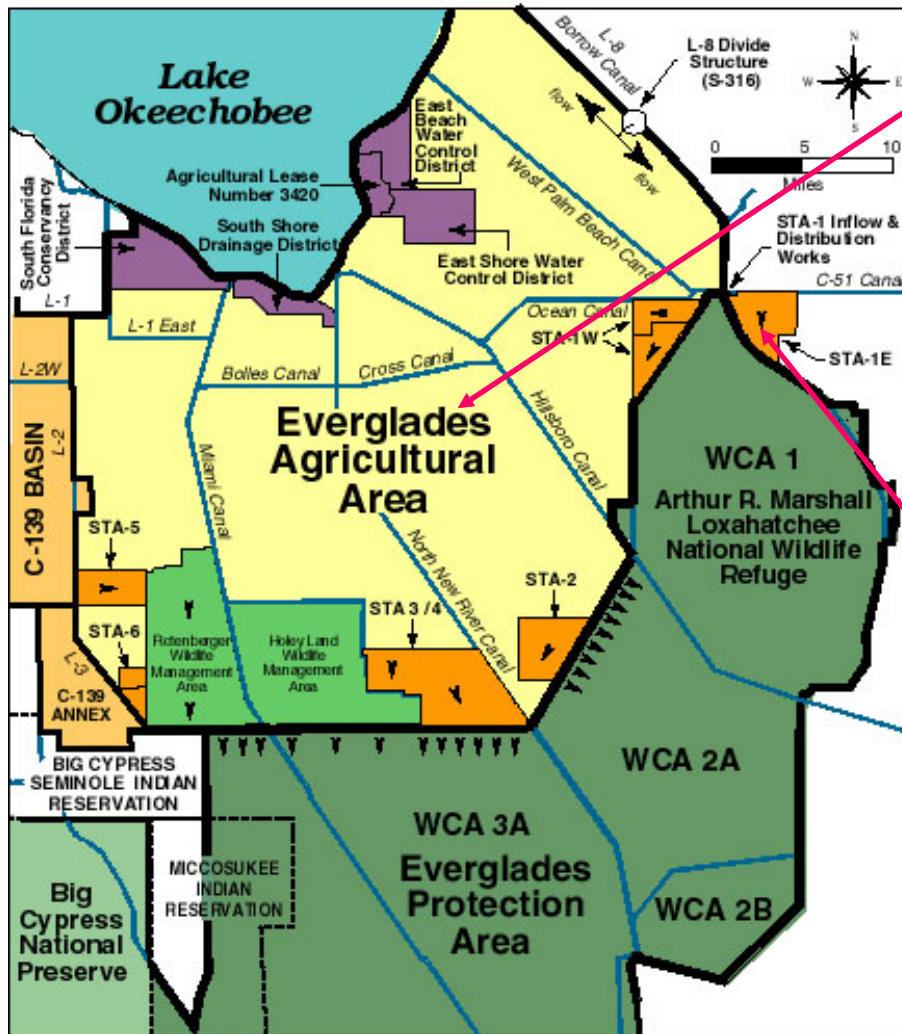 Lake
Okeechobee
L-8
Borrow Canal
L-8 Divide
Structure
(S-316)
N
W
E
S
flow
flow
0
5
10
Miles
East
Beach
Water
Control
District
Agricultural Lease
Number 3420
South Shore
Drainage District
East Shore Water
Control District
West Palm Beach Canal
STA-1 Inflow &
Distribution
Works
C-51 Canal
South Florida
Conservancy
District
L-1
L-1 East
Ocean Canal
STA-1W
STA-1E
L-2W
L-2
Bolles Canal
Cross Canal
Hillsboro Canal
Everglades
Agricultural
Area
Miami Canal
North New River Canal
C-139 BASIN
WCA 1
Arthur R. Marshall
Loxahatchee
National Wildlife
Refuge
STA-5
STA-6
STA 3/4
STA-2
Rotenberger
Wildlife
Management
Area
Holey Land
Wildlife
Management
Area
L-3
C-139
ANNEX
BIG CYPRESS
SEMINOLE INDIAN
RESERVATION
WCA 2A
WCA 3A
Everglades
Protection
Area
MICCOSUKEE
INDIAN
RESERVATION
WCA 2B
Big
Cypress
National
Preserve